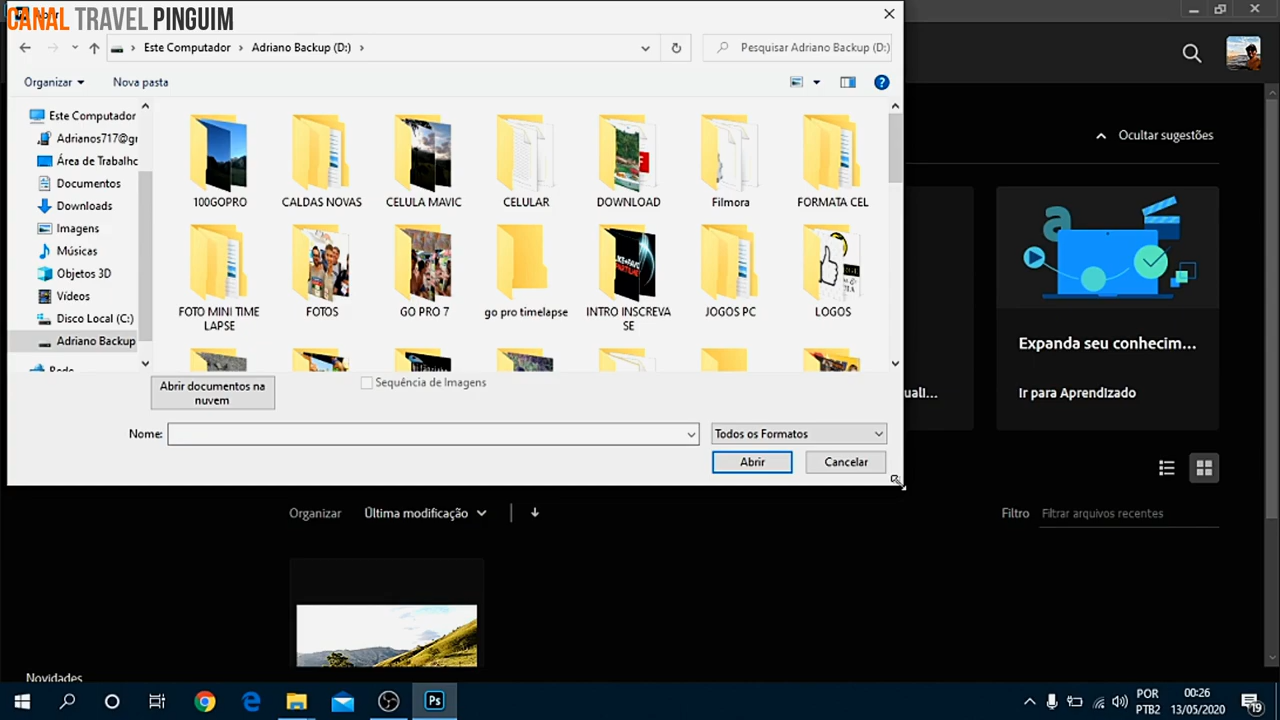 CANAL TRAVEL PINGUIM
Este Computador
Adriano Backup (D:)
Pesquisar Adriano Backup (D:)
Organizar
Nova pasta
Este Computador
Adrianos717@gr
Área de Trabalhc
Documentos
Downloads
Imagens
Músicas
Objetos 3D
Vídeos
Disco Local (C:)
Adriano Backup
100GOPRO
CALDAS NOVAS
CELULA MAVIC
CELULAR
DOWNLOAD
Filmora
FORMATA CEL
FOTO MINI TIME LAPSE
FOTOS
GO PRO 7
go pro timelapse
INTRO INSCREVA SE
JOGOS PC
LOGOS
Abrir documentos na nuvem
Sequência de Imagens
Nome:
Todos os Formatos
Abrir
Cancelar
Ocultar sugestões
Expanda seu conhecim...
uali...
Ir para Aprendizado
Organizar
Última modificação
Filtro
Filtrar arquivos recentes
Novidades
Ps
POR
PTB2
00:26
13/05/2020
19